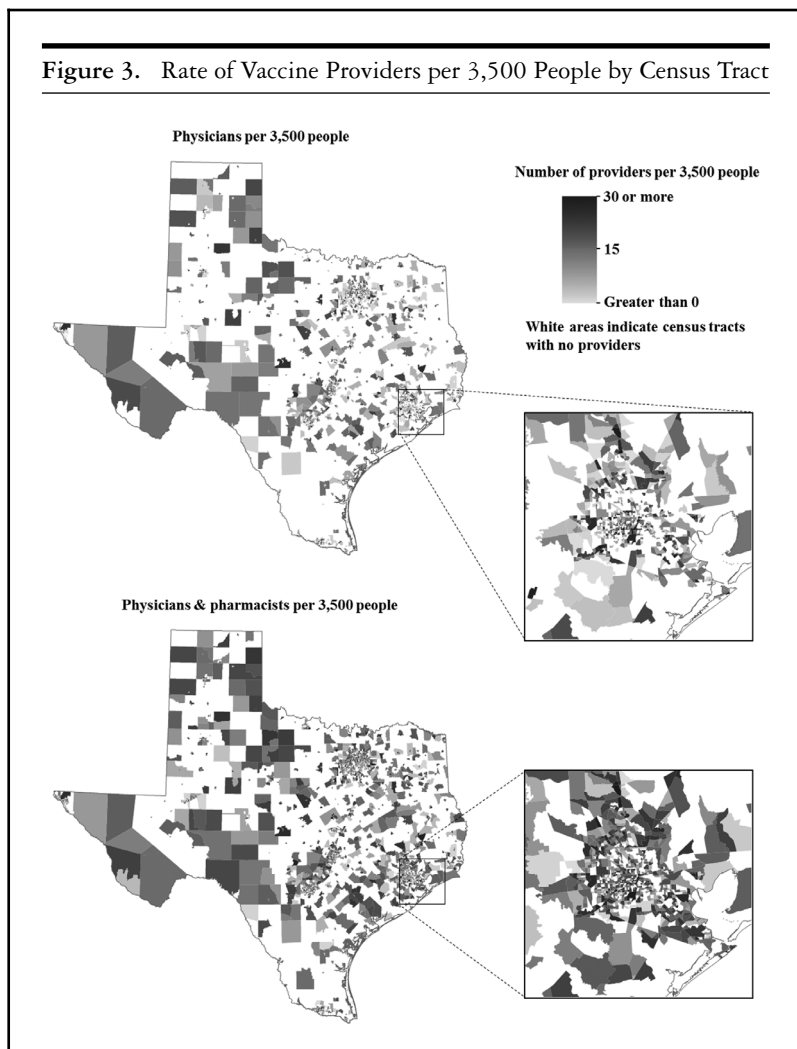 Figure 3. Rate of Vaccine Providers per 3,500 People by Census Tract
Physicians per 3,500 people
Number of providers per 3,500 people
30 or more
15
Greater than 0
White areas indicate census tracts
with no providers
Physicians & pharmacists per 3,500 people